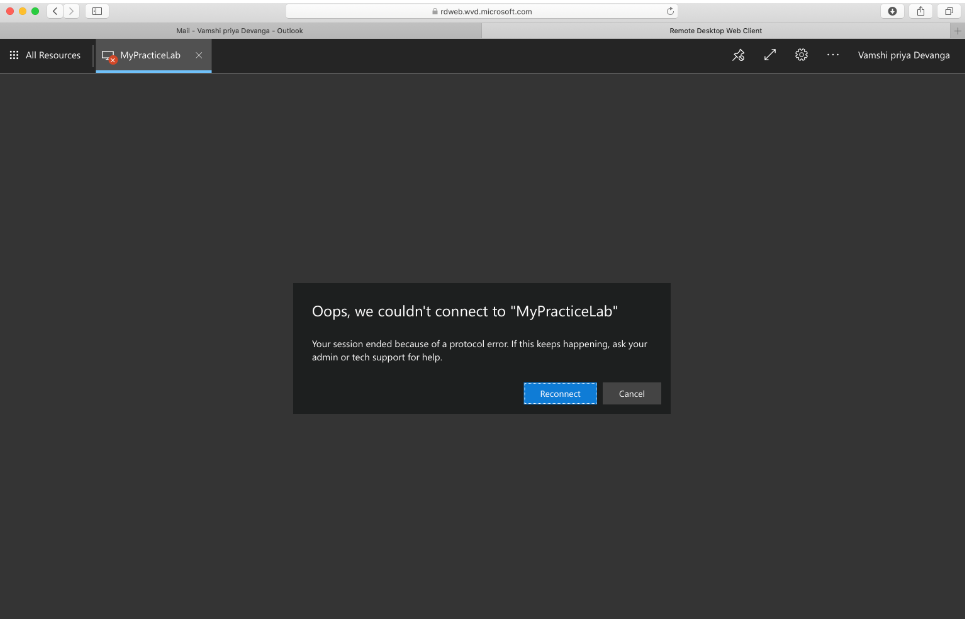 rdweb.wvd.microsoft.com
Mail - Vamshi priya Devanga - Outlook
Remote Desktop Web Client
All Resources
MyPracticeLab
Vamshi priya Devanga
Oops, we couldn't connect to "MyPracticeLab"
Your session ended because of a protocol error. If this keeps happening, ask your
admin or tech support for help.
Reconnect
Cancel